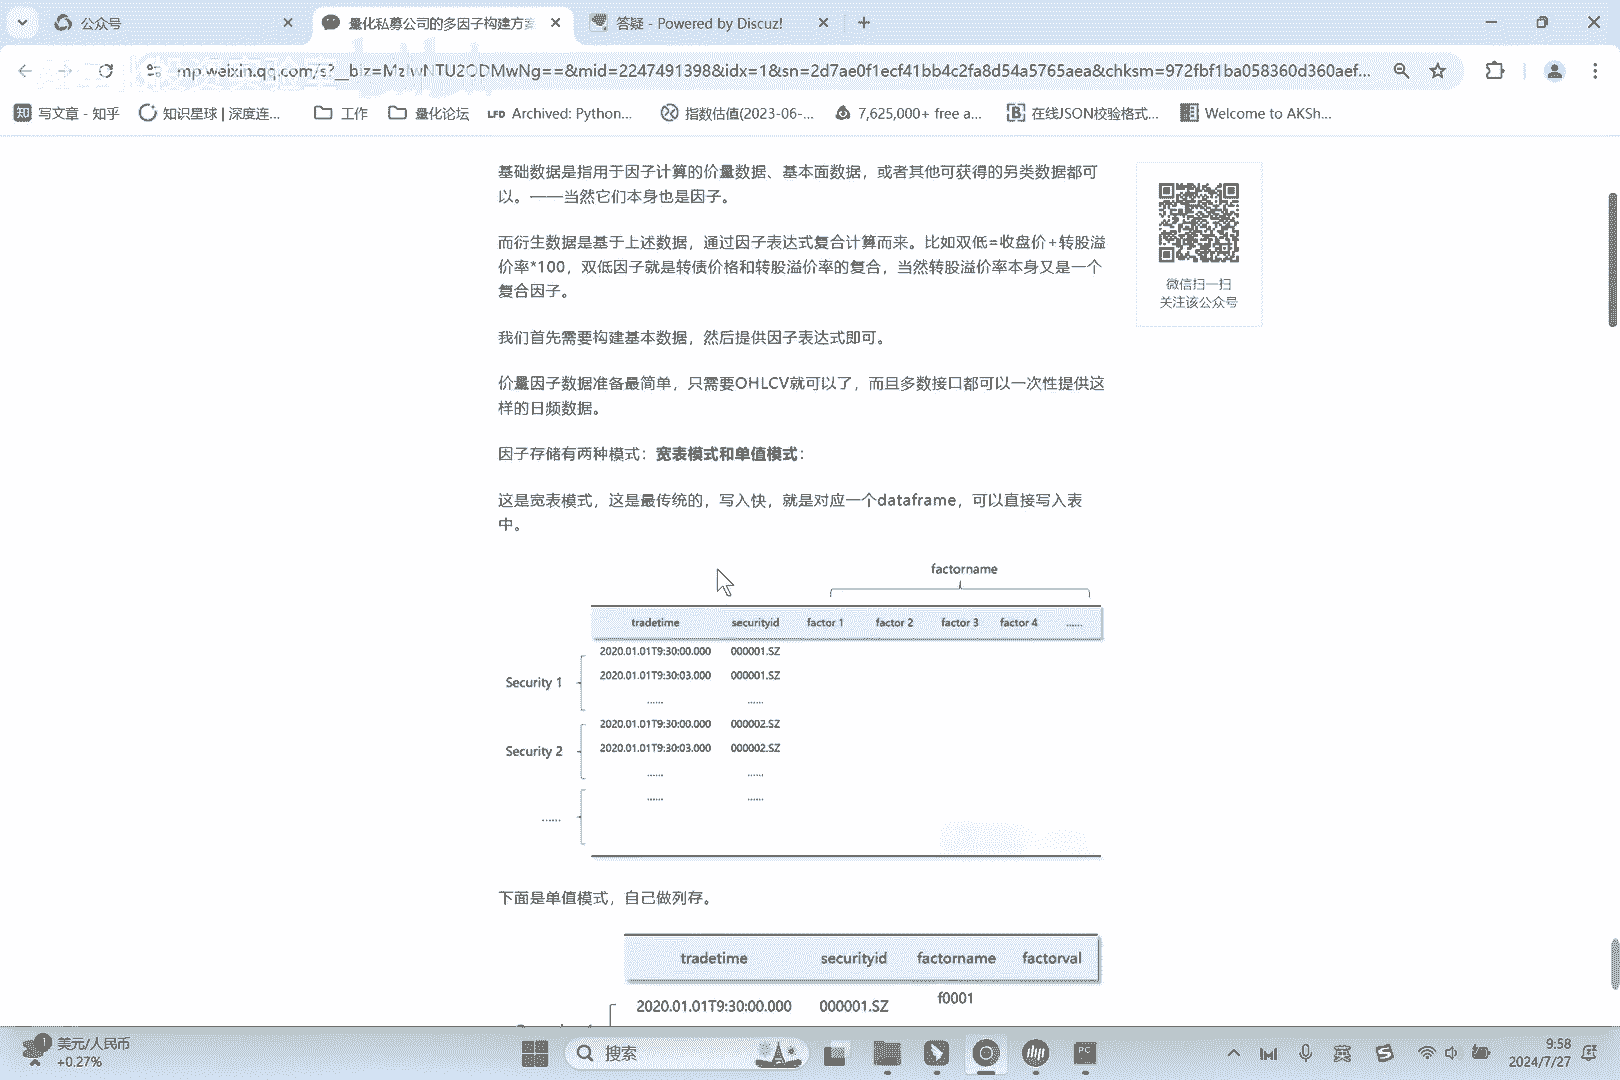 公众号
量化私募公司的多因子构建方案
答疑 - Powered by Discuz!
mp.weixin.qq.com/s?__biz=MzIwNTU2ODMwNg==&mid=2247491398&idx=1&sn=2d7ae0f1ecf41bb4c2fa8d54a5765aea&chksm=972fbf1ba058360d360aef...
写文章 - 知乎
知识星球 | 深度连...
工作
量化论坛
LFD Archived: Python...
指数估值(2023-06-...
7,625,000+ free a...
在线JSON校验格式...
Welcome to AKSh...
基础数据是指用于因子计算的价量数据、基本面数据，或者其他可获得的另类数据都可
以。——当然它们本身也是因子。
而衍生数据是基于上述数据，通过因子表达式复合计算而来。比如双低=收盘价+转股溢
价率*100，双低因子就是转债价格和转股溢价率的复合，当然转股溢价率本身又是一个
复合因子。
微信扫一扫
关注该公众号
我们首先需要构建基本数据，然后提供因子表达式即可。
价量因子数据准备最简单，只需要OHLCV就可以了，而且多数接口都可以一次性提供这
样的日频数据。
因子存储有两种模式：宽表模式和单值模式：
这是宽表模式，这是最传统的，写入快，就是对应一个dataframe，可以直接写入表
中。
factorname
tradetime securityid factor 1 factor 2 factor 3 factor 4 ......
2020.01.01T9:30:00.000 000001.SZ
Security 1
2020.01.01T9:30:03.000 000001.SZ
...... ......
2020.01.01T9:30:00.000 000002.SZ
Security 2
2020.01.01T9:30:03.000 000002.SZ
...... ......
...... ......
......
下面是单值模式，自己做列存。
tradetime securityid factorname factorval
f0001
2020.01.01T9:30:00.000 000001.SZ
美元/人民币
+0.27%
搜索
英
9:58
2024/7/27